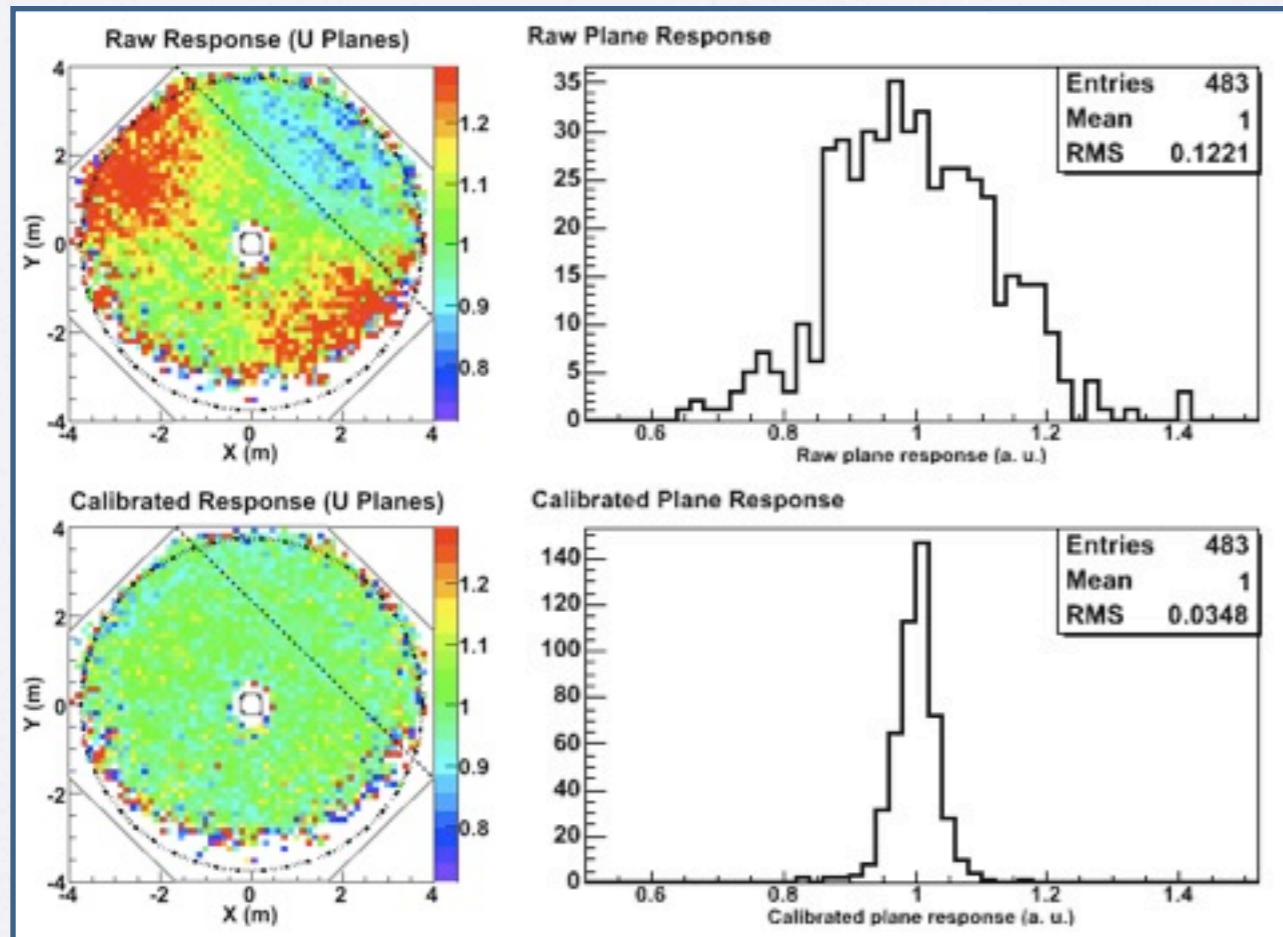 Raw Response (U Planes)
4
2
0
-2
-4
Y (m)
-4 -2 0 2 4
X (m)
1.2
1.1
1
0.9
0.8
Raw Plane Response
35
30
25
20
15
10
5
0
Entries 483
Mean 1
RMS 0.1221
0.6 0.8 1 1.2 1.4
Raw plane response (a. u.)
Calibrated Response (U Planes)
4
2
0
-2
-4
Y (m)
-4 -2 0 2 4
X (m)
1.2
1.1
1
0.9
0.8
Calibrated Plane Response
140
120
100
80
60
40
20
0
Entries 483
Mean 1
RMS 0.0348
0.6 0.8 1 1.2 1.4
Calibrated plane response (a. u.)